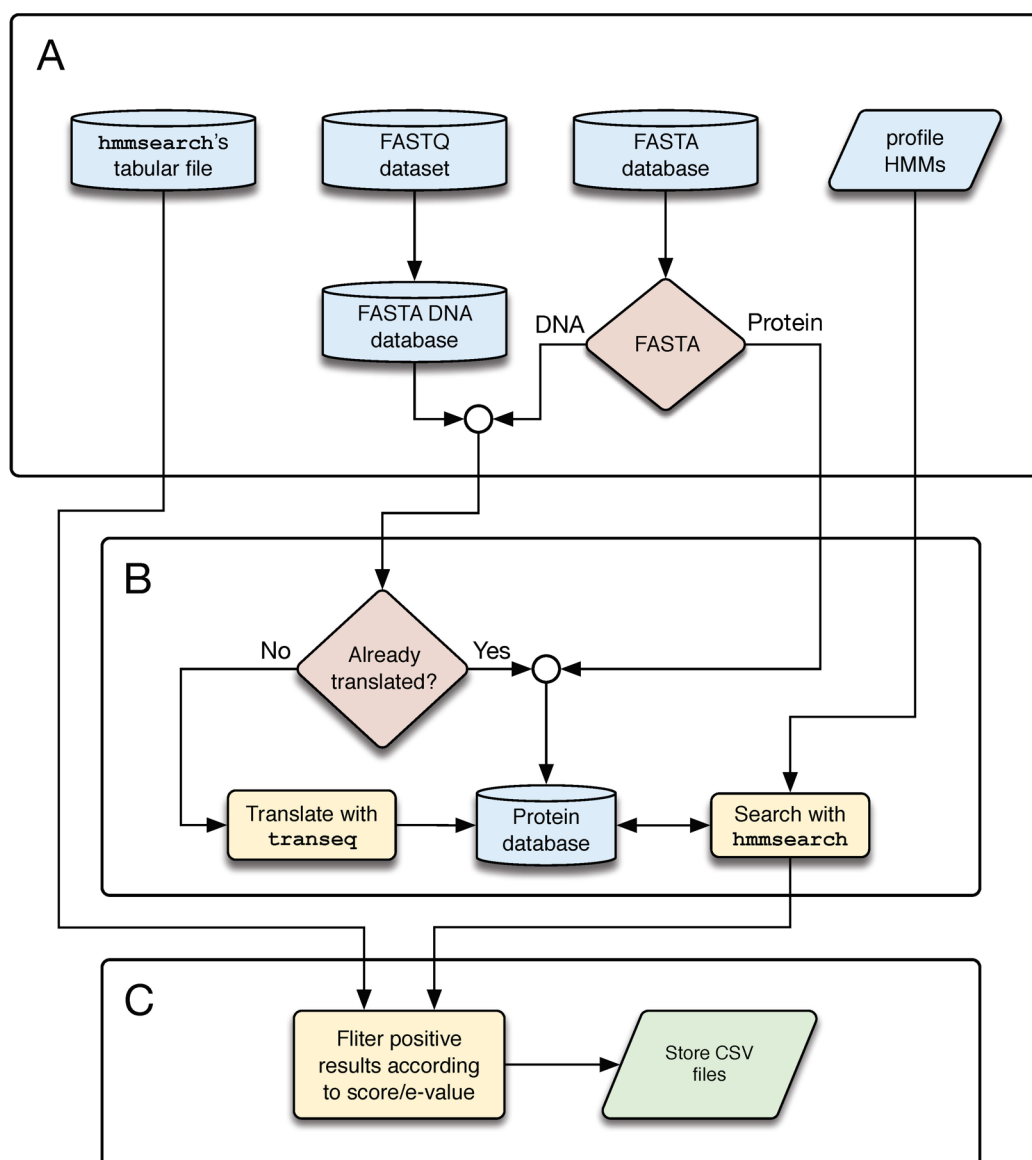 A
hmmsearch's
tabular file
FASTQ
dataset
FASTA
database
profile
HMMs
FASTA DNA
database
DNA
FASTA
Protein
B
No
Already
translated?
Yes
Translate with
transeq
Protein
database
Search with
hmmsearch
C
Fliter positive
results according
to score/e-value
Store CSV
files